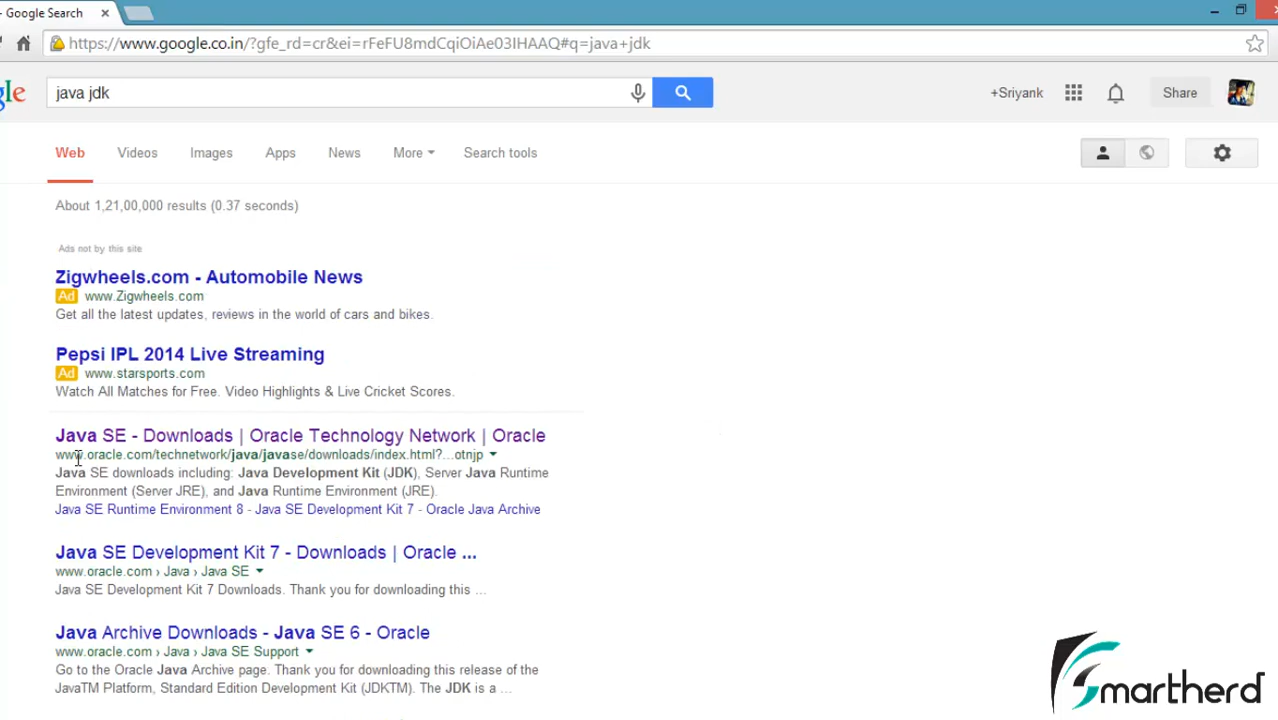 - Google Search
https://www.google.co.in/?gfe_rd=cr&ei=rFeFU8mdCqiOiAe03IHAAQ#q=java+jdk
gle
java jdk
+Sriyank
Share
Web Videos Images Apps News More Search tools
About 1,21,00,000 results (0.37 seconds)
Ads not by this site
Zigwheels.com - Automobile News
Ad www.Zigwheels.com
Get all the latest updates, reviews in the world of cars and bikes.
Pepsi IPL 2014 Live Streaming
Ad www.starsports.com
Watch All Matches for Free. Video Highlights & Live Cricket Scores.
Java SE - Downloads | Oracle Technology Network | Oracle
www.oracle.com/technetwork/java/javase/downloads/index.html?...otnjp
Java SE downloads including: Java Development Kit (JDK), Server Java Runtime
Environment (Server JRE), and Java Runtime Environment (JRE).
Java SE Runtime Environment 8 - Java SE Development Kit 7 - Oracle Java Archive
Java SE Development Kit 7 - Downloads | Oracle ...
www.oracle.com › Java › Java SE
Java SE Development Kit 7 Downloads. Thank you for downloading this ...
Java Archive Downloads - Java SE 6 - Oracle
www.oracle.com › Java › Java SE Support
Go to the Oracle Java Archive page. Thank you for downloading this release of the
JavaTM Platform, Standard Edition Development Kit (JDKTM). The JDK is a ...
Smartherd